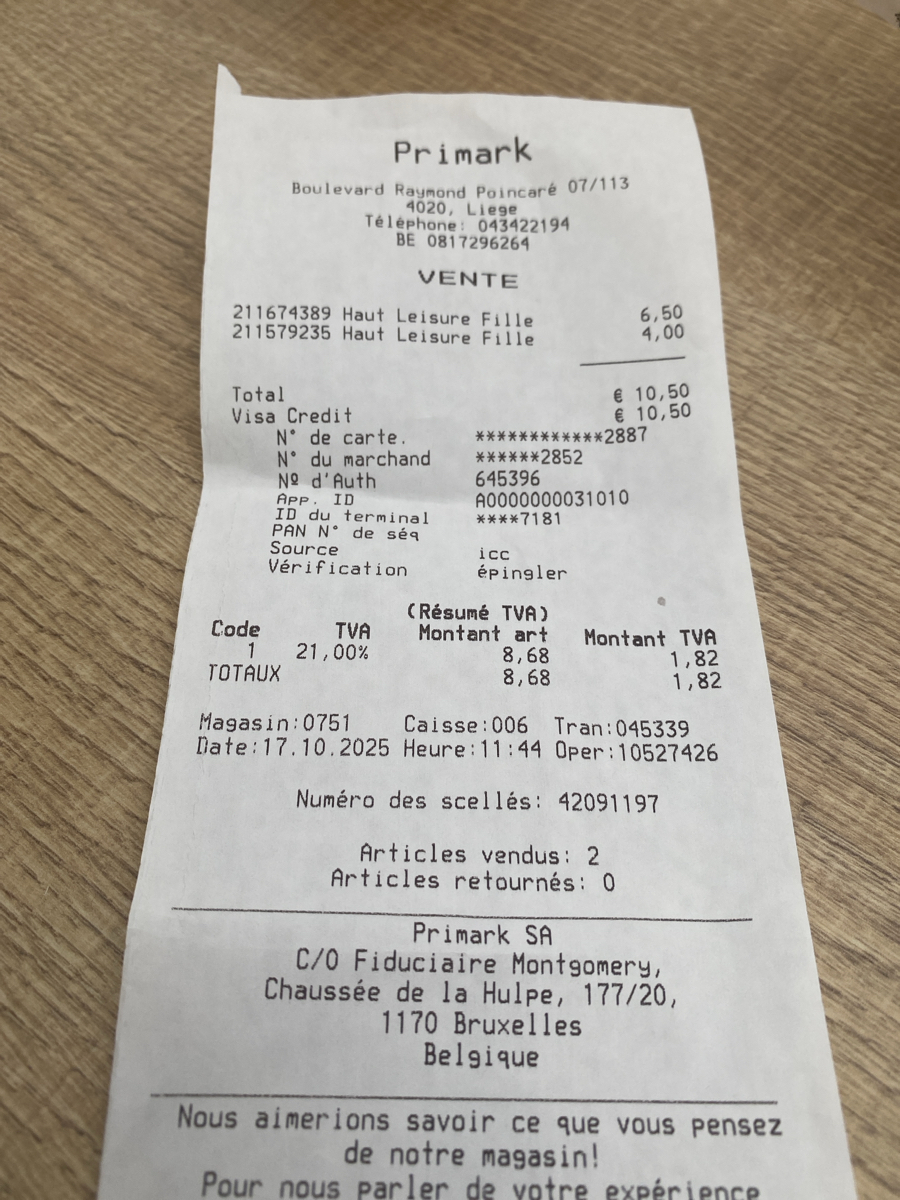 Primark
Boulevard Raymond Poincaré 07/113
4020, Liege
Téléphone: 043422194
BE 0817296264
VENTE
211674389 Haut Leisure Fille 6,50
211579235 Haut Leisure Fille 4,00
Total € 10,50
Visa Credit € 10,50
N° de carte. ************2887
N° du marchand ******2852
Nº d'Auth 645396
App. ID A0000000031010
ID du terminal ****7181
PAN N° de séq
Source icc
Vérification épingler
(Résumé TVA)
Code TVA Montant art Montant TVA
1 21,00% 8,68 1,82
TOTAUX 8,68 1,82
Magasin:0751 Caisse:006 Tran:045339
Date:17.10.2025 Heure:11:44 Oper:10527426
Numéro des scellés: 42091197
Articles vendus: 2
Articles retournés: 0
Primark SA
C/O Fiduciaire Montgomery,
Chaussée de la Hulpe, 177/20,
1170 Bruxelles
Belgique
Nous aimerions savoir ce que vous pensez
de notre magasin!
Pour nous parler de votre expérience